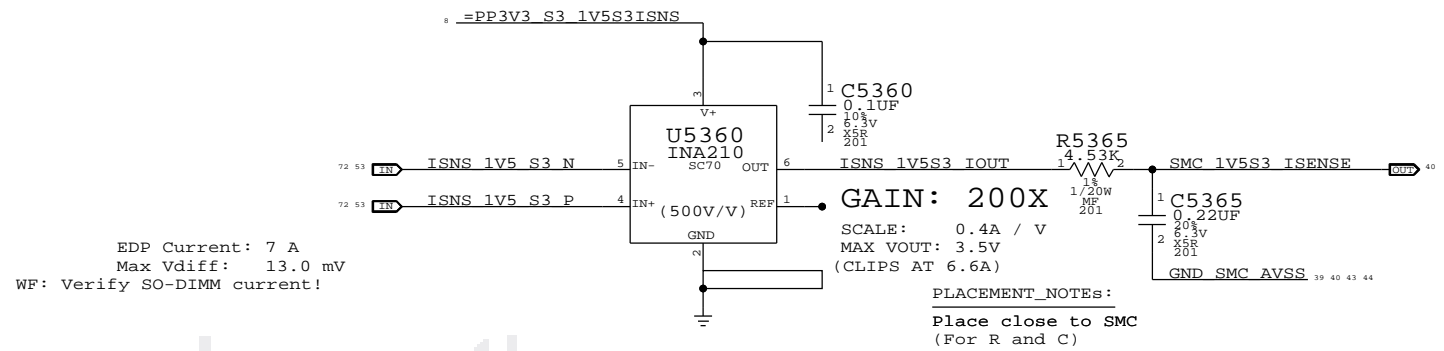 8 =PP3V3_S3_1V5S3ISNS
3
V+
1 C5360
0.1UF
10%
6.3V
X5R
201
2
U5360
INA210
SC70
72 53 IN ISNS_1V5_S3_N 5 IN-
OUT 6 ISNS_1V5S3_IOUT
R5365
4.53K
1 2
1%
1/20W
MF
201
SMC_1V5S3_ISENSE OUT 40
72 53 IN ISNS_1V5_S3_P 4 IN+
(500V/V) REF 1
GAIN: 200X
1 C5365
0.22UF
20%
6.3V
X5R
201
2
GND
2
SCALE: 0.4A / V
MAX VOUT: 3.5V
(CLIPS AT 6.6A)
EDP Current: 7 A
Max Vdiff: 13.0 mV
WF: Verify SO-DIMM current!
GND_SMC_AVSS 39 40 43 44
PLACEMENT_NOTEs:
Place close to SMC
(For R and C)